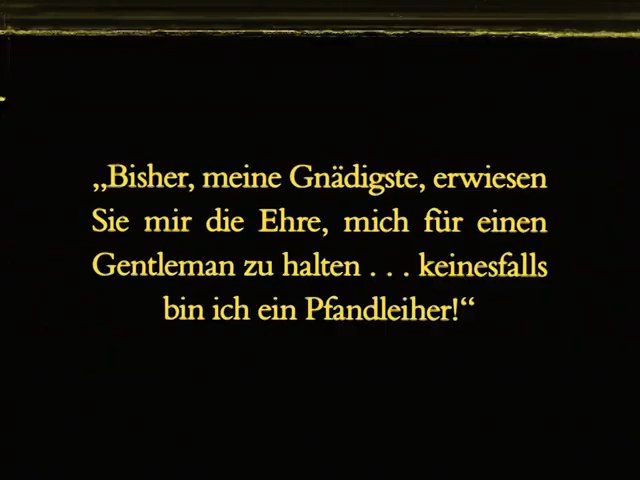 „Bisher, meine Gnädigste, erwiesen
Sie mir die Ehre, mich für einen
Gentleman zu halten . . . keinesfalls
bin ich ein Pfandleiher!“